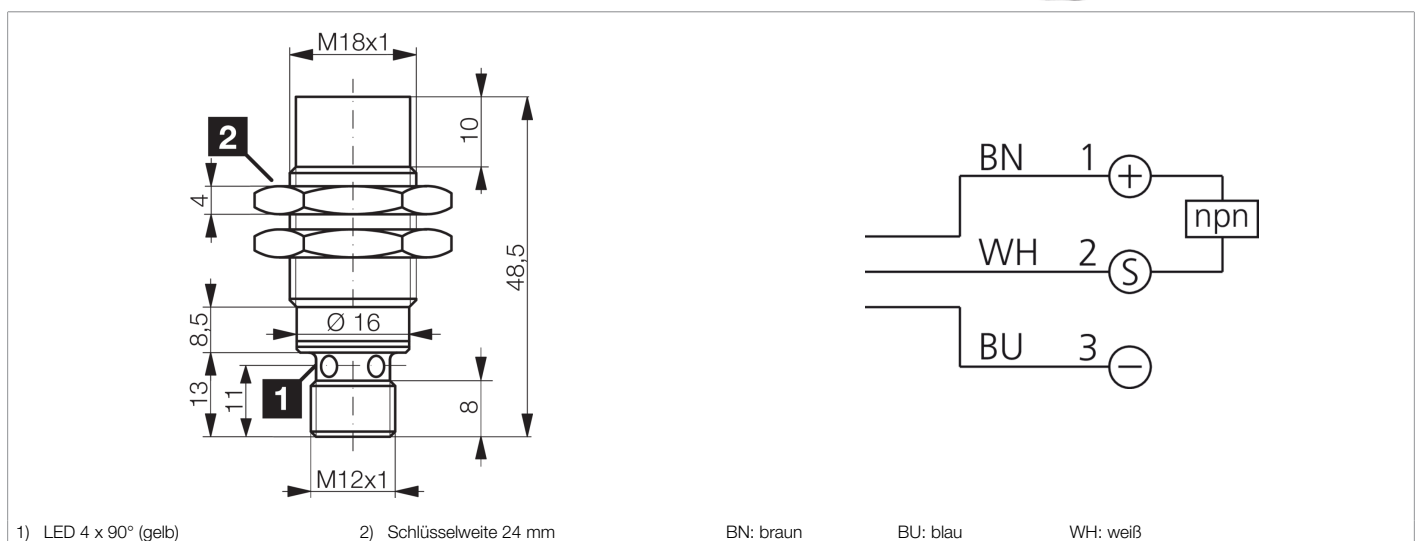 M18x1
2
10
4
48,5
8,5
Ø 16
13
11
1
8
M12x1
BN 1 +
npn
WH 2 S
BU 3 −
1) LED 4 x 90° (gelb)
2) Schlüsselweite 24 mm
BN: braun
BU: blau
WH: weiß